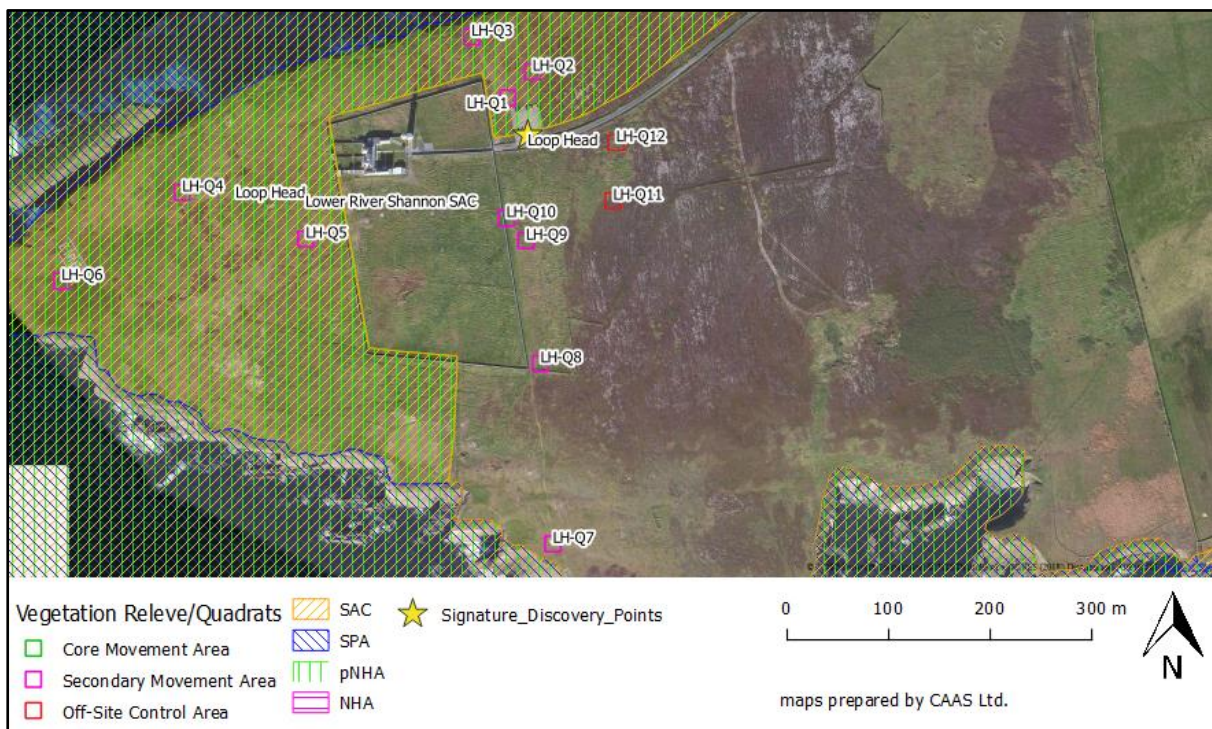 LH-Q3
LH-Q2
LH-Q1
Loop Head
LH-Q12
LH-Q4
Loop Head
Lower River Shannon SAC
LH-Q11
LH-Q10
LH-Q5
LH-Q9
LH-Q6
LH-Q8
LH-Q7
Vegetation Releve/Quadrats
Core Movement Area
Secondary Movement Area
Off-Site Control Area
SAC
SPA
pNHA
NHA
Signature_Discovery_Points
0 100 200 300 m
maps prepared by CAAS Ltd.
N